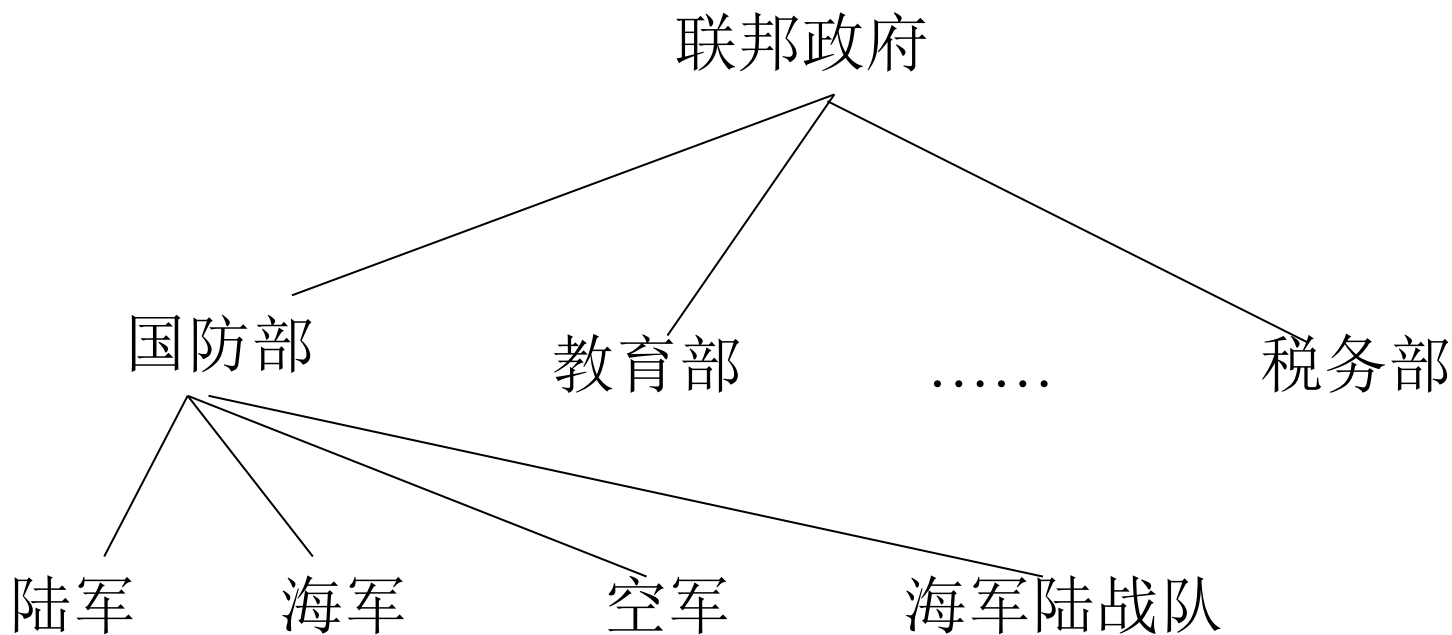 联邦政府
国防部 教育部 …… 税务部
陆军 海军 空军 海军陆战队